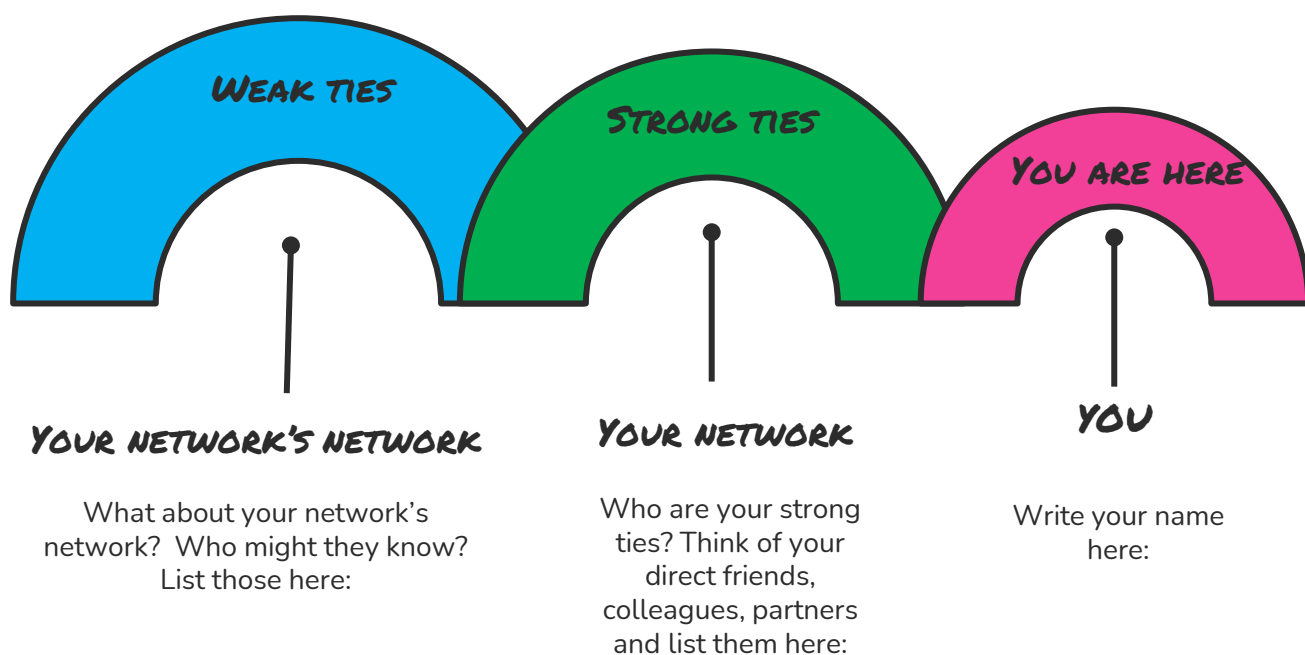 WEAK TIES
STRONG TIES
YOU ARE HERE
YOUR NETWORK'S NETWORK
What about your network's
network?  Who might they know?
List those here:
YOUR NETWORK
Who are your strong
ties? Think of your
direct friends,
colleagues, partners
and list them here:
YOU
Write your name
here: